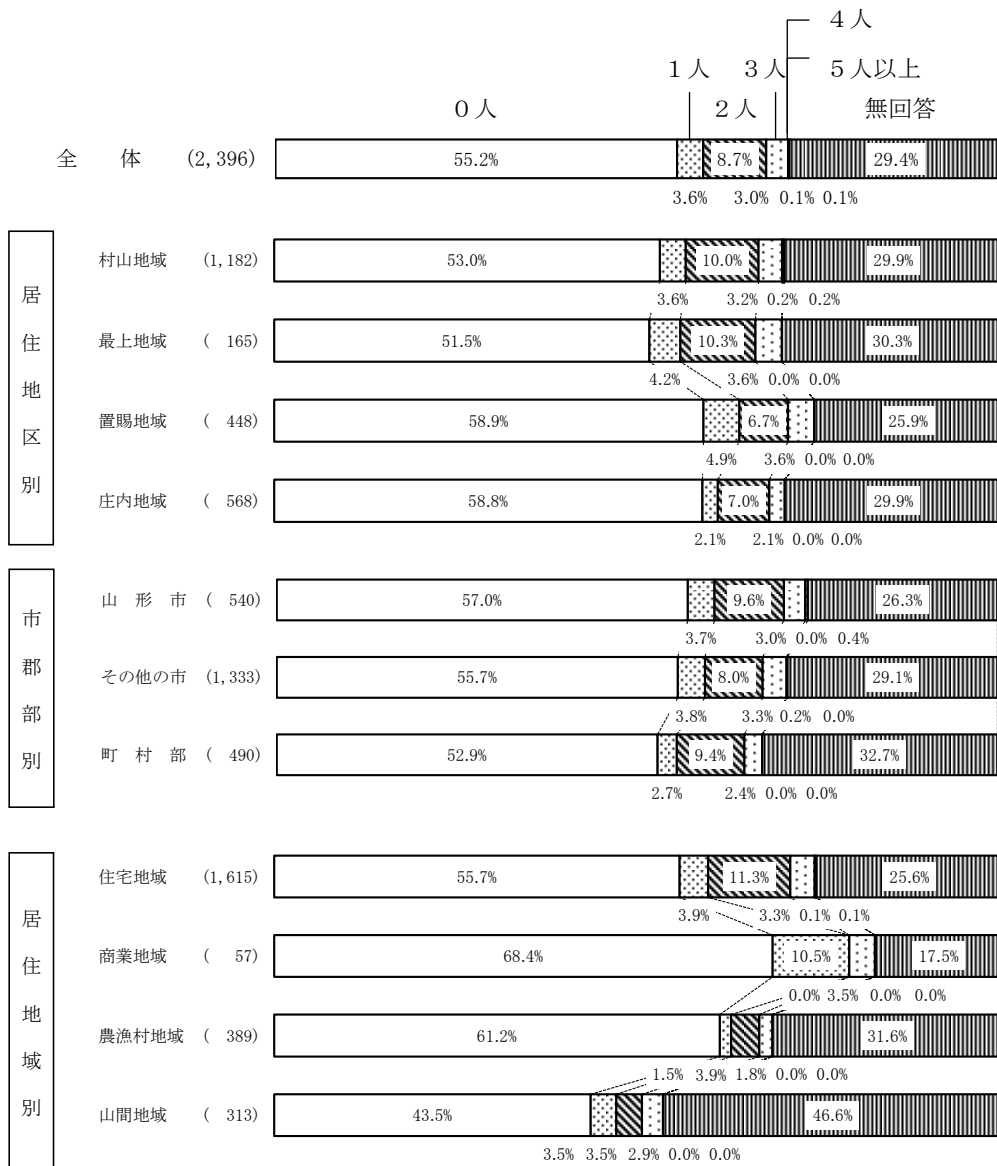 ４人
１人 ３人 ５人以上
０人 ２人 無回答
全 体 (2,396) 55.2% 8.7% 29.4%
3.6% 3.0% 0.1% 0.1%
居住地区別
村山地域 (1,182) 53.0% 10.0% 29.9%
3.6% 3.2% 0.2% 0.2%
最上地域 ( 165) 51.5% 10.3% 30.3%
4.2% 3.6% 0.0% 0.0%
置賜地域 ( 448) 58.9% 6.7% 25.9%
4.9% 3.6% 0.0% 0.0%
庄内地域 ( 568) 58.8% 7.0% 29.9%
2.1% 2.1% 0.0% 0.0%
市郡部別
山 形 市 ( 540) 57.0% 9.6% 26.3%
3.7% 3.0% 0.0% 0.4%
その他の市 (1,333) 55.7% 8.0% 29.1%
3.8% 3.3% 0.2% 0.0%
町 村 部 ( 490) 52.9% 9.4% 32.7%
2.7% 2.4% 0.0% 0.0%
居住地域別
住宅地域 (1,615) 55.7% 11.3% 25.6%
3.9% 3.3% 0.1% 0.1%
商業地域 ( 57) 68.4% 10.5% 17.5%
0.0% 3.5% 0.0% 0.0%
農漁村地域 ( 389) 61.2% 31.6%
1.5% 3.9% 1.8% 0.0% 0.0%
山間地域 ( 313) 43.5% 46.6%
3.5% 3.5% 2.9% 0.0% 0.0%